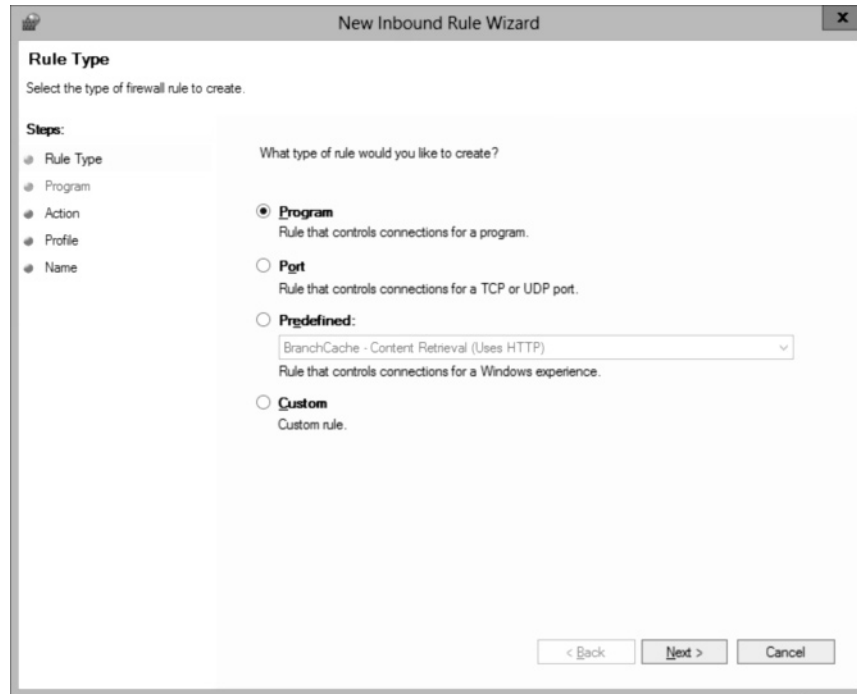 New Inbound Rule Wizard
x
Rule Type
Select the type of firewall rule to create.
Steps:
Rule Type
Program
Action
Profile
Name
What type of rule would you like to create?
Program
Rule that controls connections for a program.
Port
Rule that controls connections for a TCP or UDP port.
Predefined:
BranchCache - Content Retrieval (Uses HTTP)
Rule that controls connections for a Windows experience.
Custom
Custom rule.
< Back Next > Cancel